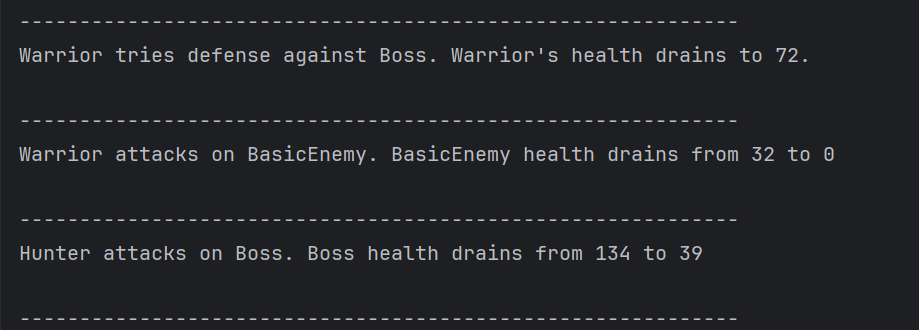 ------------------------------------------------------------
Warrior tries defense against Boss. Warrior's health drains to 72.
------------------------------------------------------------
Warrior attacks on BasicEnemy. BasicEnemy health drains from 32 to 0
------------------------------------------------------------
Hunter attacks on Boss. Boss health drains from 134 to 39
------------------------------------------------------------